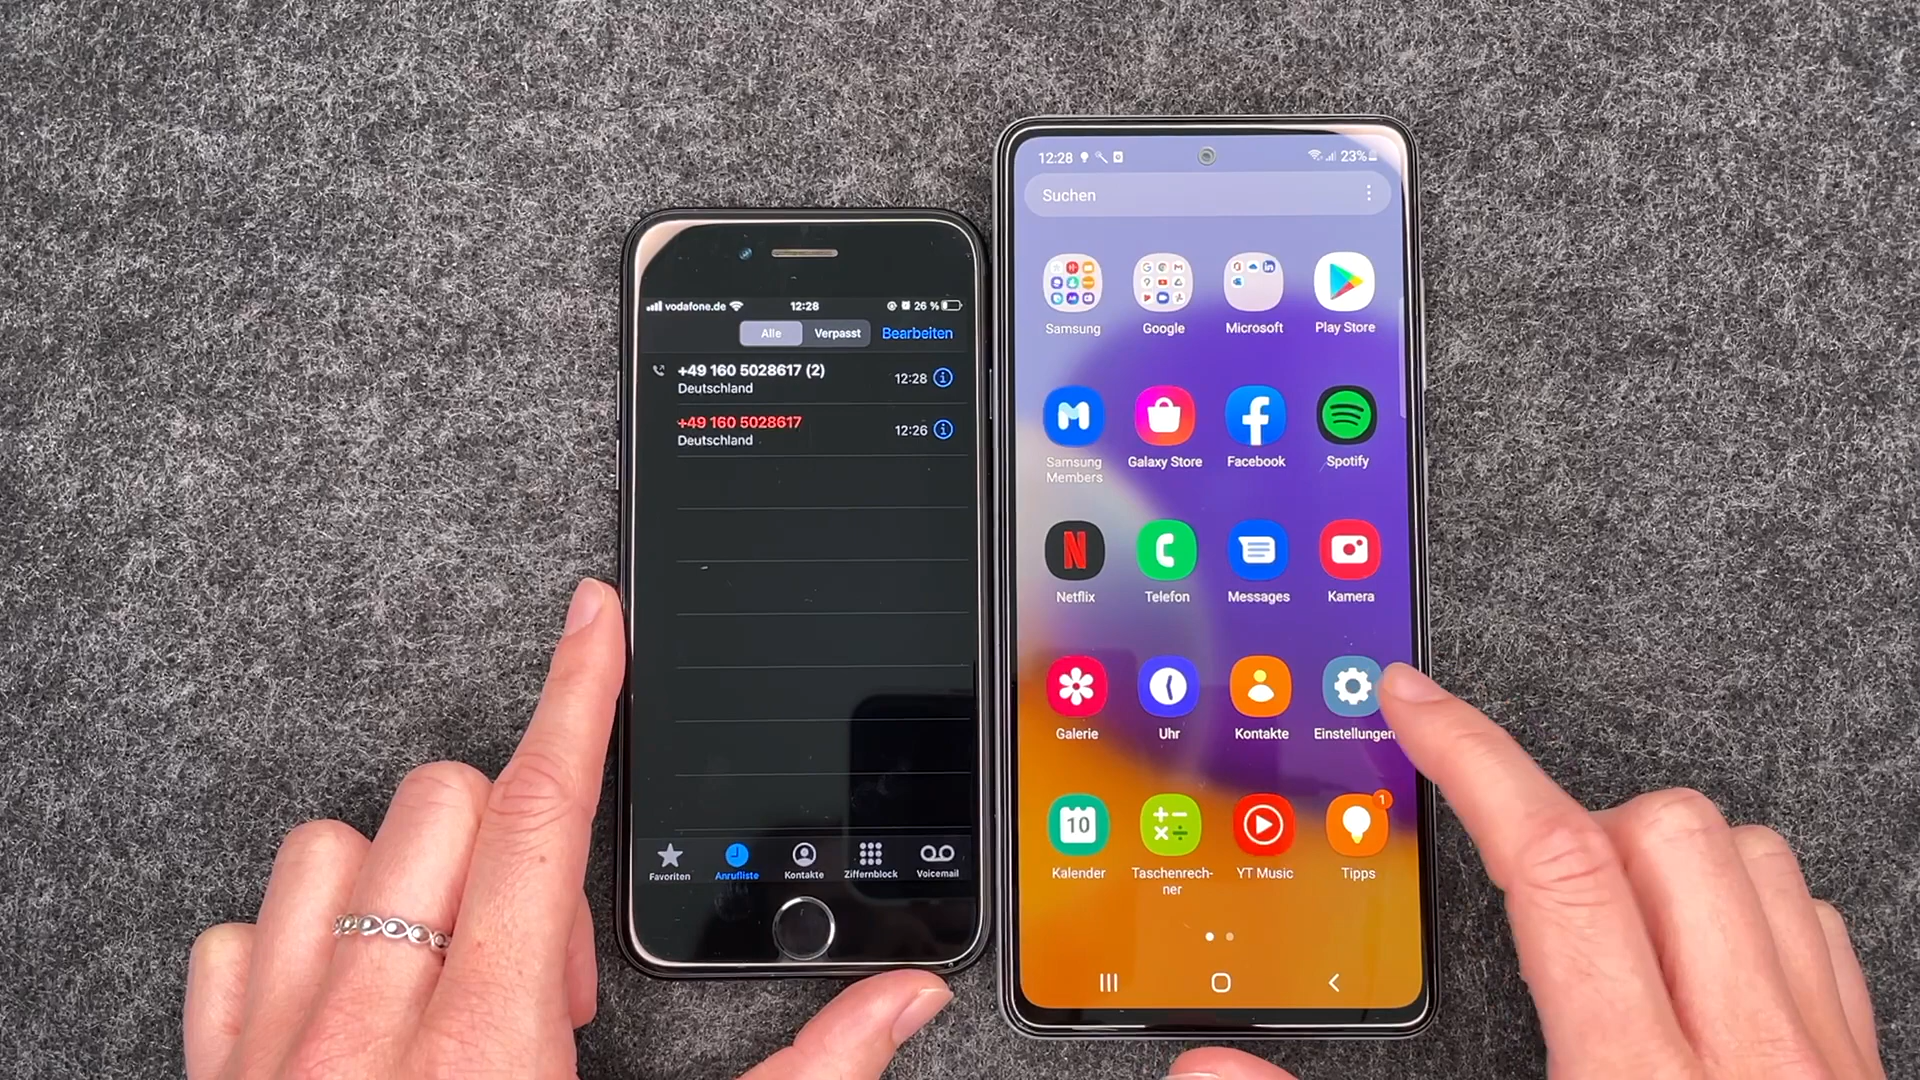 vodafone.de
12:28
26 %
Alle
Verpasst
Bearbeiten
+49 160 5028617 (2)
Deutschland
12:28
+49 160 5028617
Deutschland
12:26
Favoriten
Anrufliste
Kontakte
Ziffernblock
Voicemail
12:28
23%
Suchen
Samsung
Google
Microsoft
Play Store
Samsung
Members
Galaxy Store
Facebook
Spotify
Netflix
Telefon
Messages
Kamera
Galerie
Uhr
Kontakte
Einstellungen
10
1
Kalender
Taschenrech-
ner
YT Music
Tipps